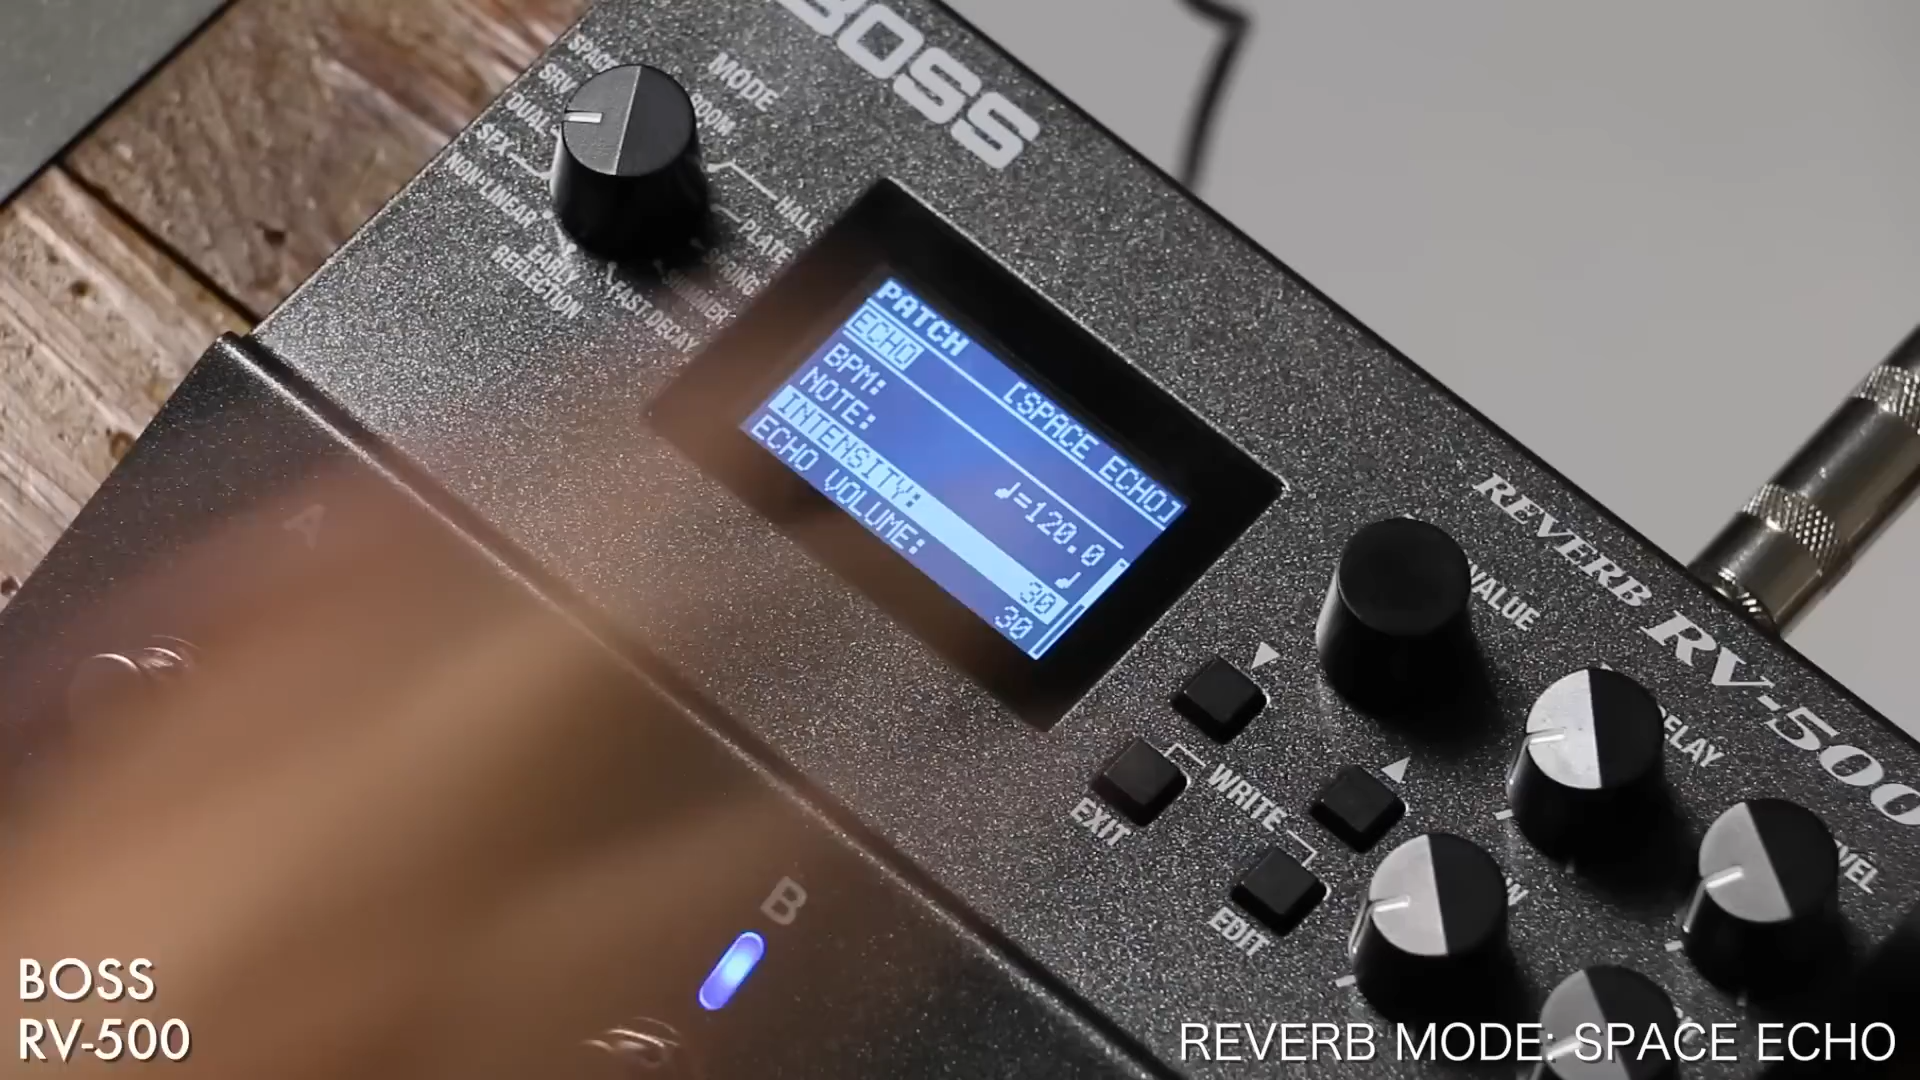 BOSS
MODE
SPACE
SRV
DUAL
SFX
NON-LINEAR
EARLY
REFLECTION
FAST DECAY
ROOM
HALL
PLATE
PATCH
ECHO [SPACE ECHO]
BPM: ♩=120.0
NOTE: ♩
INTENSITY: 30
ECHO VOLUME: 30
REVERB RV-500
VALUE
DELAY
WRITE
EXIT
EDIT
A
B
BOSS
RV-500
REVERB MODE: SPACE ECHO